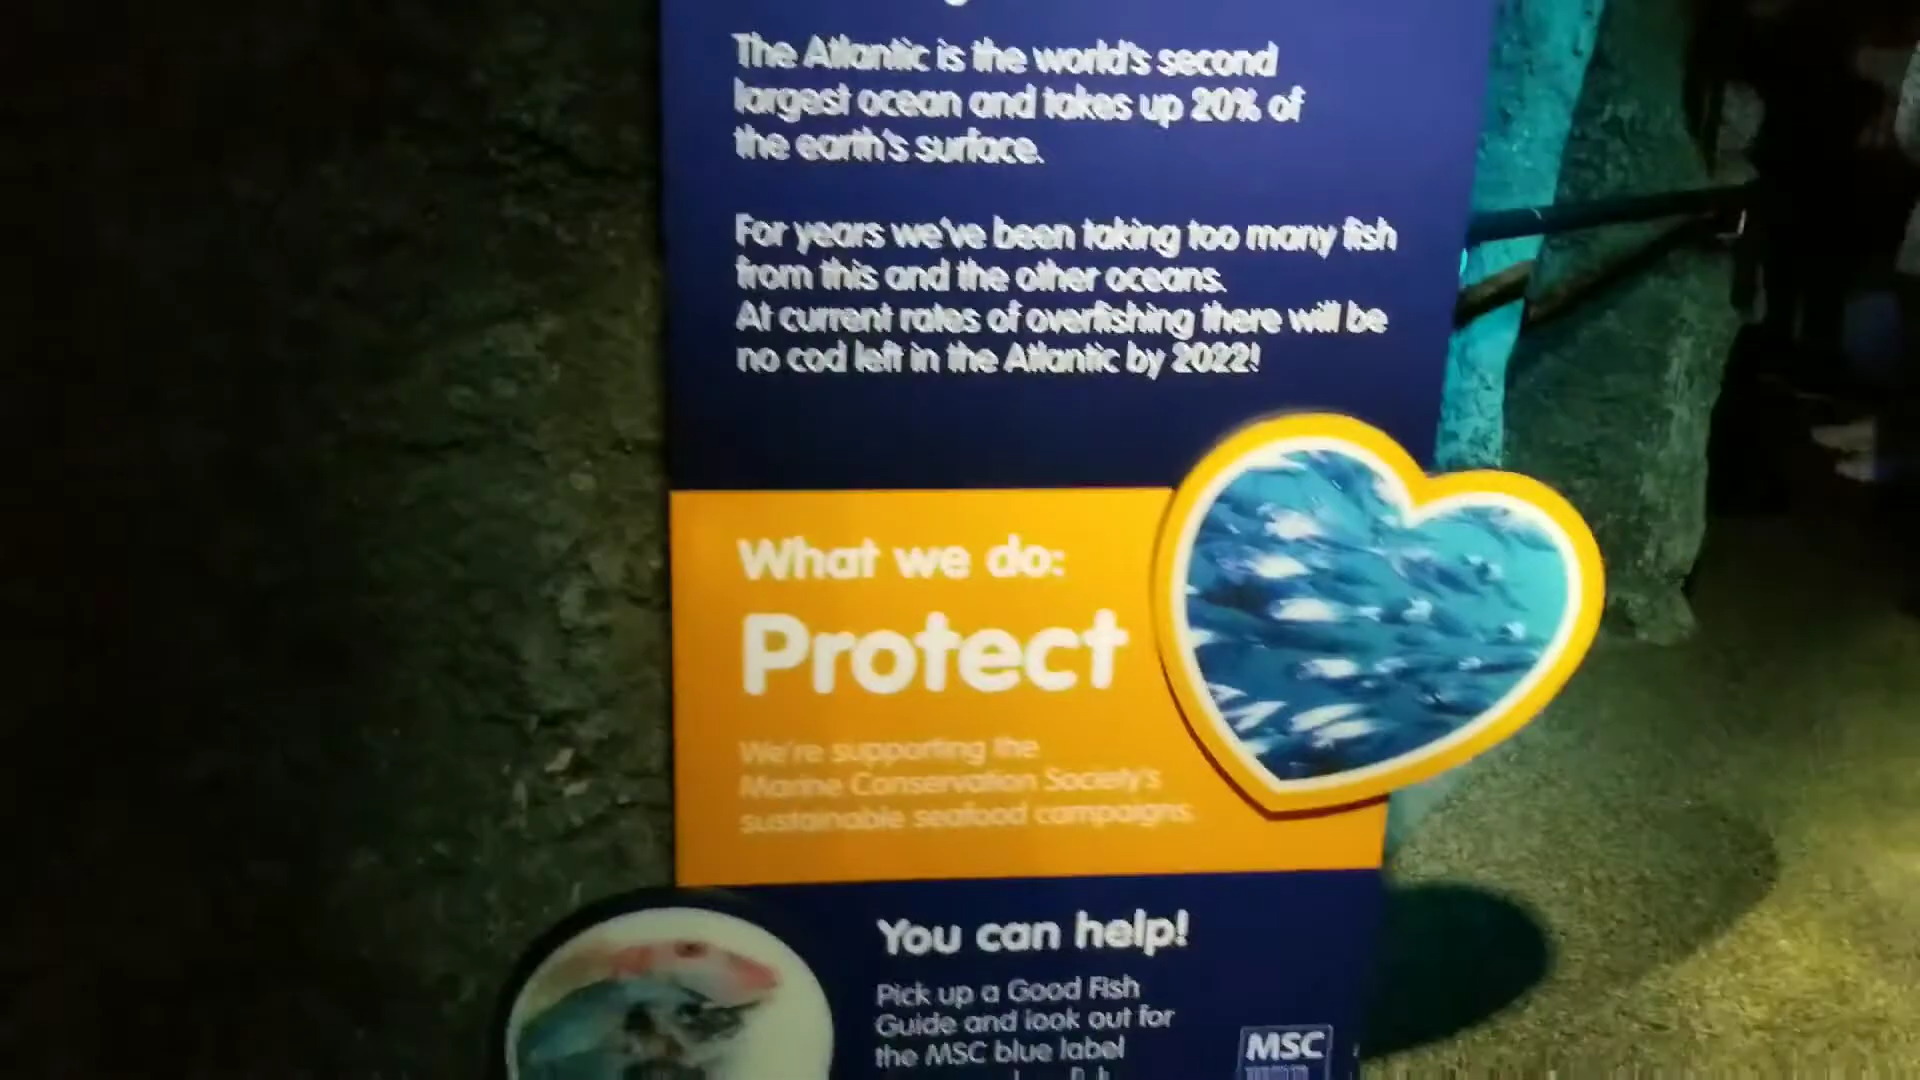 The Atlantic is the world's second
largest ocean and takes up 20% of
the earth's surface.
For years we've been taking too many fish
from this and the other oceans.
At current rates of overfishing there will be
no cod left in the Atlantic by 2022!
What we do:
Protect
We're supporting the
Marine Conservation Society's
sustainable seafood campaigns.
You can help!
Pick up a Good Fish
Guide and look out for
the MSC blue label
MSC